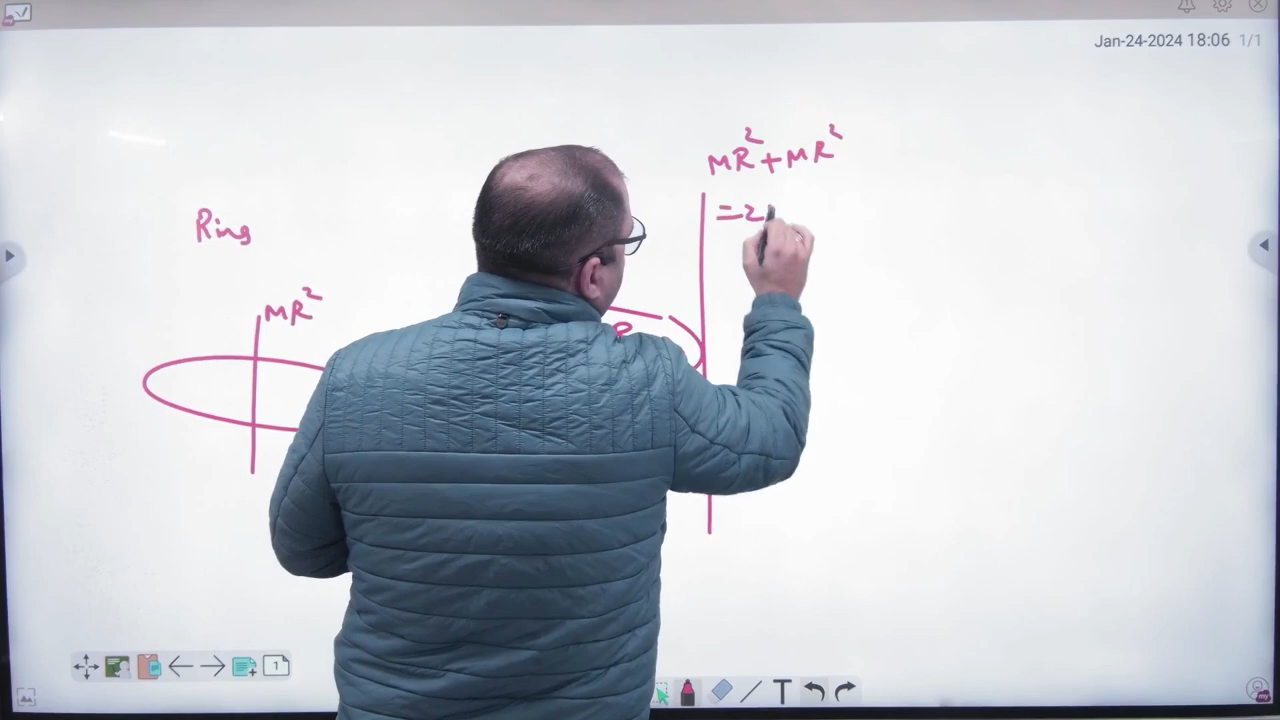 Jan-24-2024 18:06 1/1
MR²+MR²
=2
Ring
MR²
R
1
T